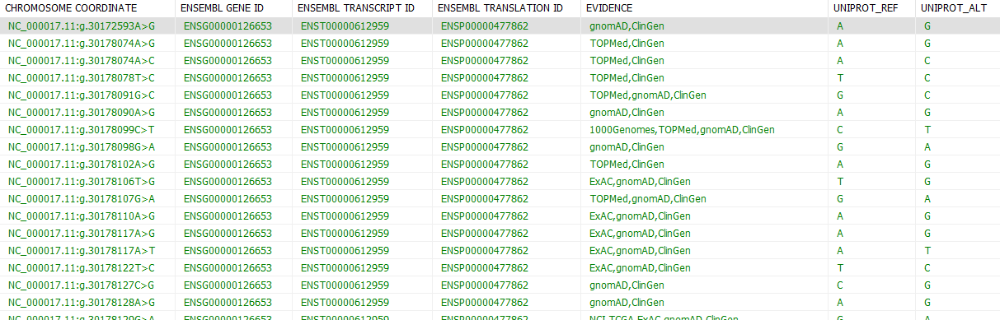 CHROMOSOME COORDINATE ENSEMBL GENE ID ENSEMBL TRANSCRIPT ID ENSEMBL TRANSLATION ID EVIDENCE UNIPROT_REF UNIPROT_ALT
NC_000017.11:g.30172593A>G ENSG00000126653 ENST00000612959 ENSP00000477862 gnomAD,ClinGen A G
NC_000017.11:g.30178074A>G ENSG00000126653 ENST00000612959 ENSP00000477862 TOPMed,ClinGen A G
NC_000017.11:g.30178074A>C ENSG00000126653 ENST00000612959 ENSP00000477862 TOPMed,ClinGen A C
NC_000017.11:g.30178078T>C ENSG00000126653 ENST00000612959 ENSP00000477862 TOPMed,ClinGen T C
NC_000017.11:g.30178091G>C ENSG00000126653 ENST00000612959 ENSP00000477862 TOPMed,gnomAD,ClinGen G C
NC_000017.11:g.30178090A>G ENSG00000126653 ENST00000612959 ENSP00000477862 gnomAD,ClinGen A G
NC_000017.11:g.30178099C>T ENSG00000126653 ENST00000612959 ENSP00000477862 1000Genomes,TOPMed,gnomAD,ClinGen C T
NC_000017.11:g.30178098G>A ENSG00000126653 ENST00000612959 ENSP00000477862 gnomAD,ClinGen G A
NC_000017.11:g.30178102A>G ENSG00000126653 ENST00000612959 ENSP00000477862 TOPMed,ClinGen A G
NC_000017.11:g.30178106T>G ENSG00000126653 ENST00000612959 ENSP00000477862 ExAC,gnomAD,ClinGen T G
NC_000017.11:g.30178107G>A ENSG00000126653 ENST00000612959 ENSP00000477862 TOPMed,gnomAD,ClinGen G A
NC_000017.11:g.30178110A>G ENSG00000126653 ENST00000612959 ENSP00000477862 ExAC,gnomAD,ClinGen A G
NC_000017.11:g.30178117A>G ENSG00000126653 ENST00000612959 ENSP00000477862 ExAC,gnomAD,ClinGen A G
NC_000017.11:g.30178117A>T ENSG00000126653 ENST00000612959 ENSP00000477862 ExAC,gnomAD,ClinGen A T
NC_000017.11:g.30178122T>C ENSG00000126653 ENST00000612959 ENSP00000477862 ExAC,gnomAD,ClinGen T C
NC_000017.11:g.30178127C>G ENSG00000126653 ENST00000612959 ENSP00000477862 gnomAD,ClinGen C G
NC_000017.11:g.30178128A>G ENSG00000126653 ENST00000612959 ENSP00000477862 gnomAD,ClinGen A G
NC_000017.11:g.30178129G>A ENSG00000126653 ENST00000612959 ENSP00000477862 NCI-TCGA,ExAC,gnomAD,ClinGen G A